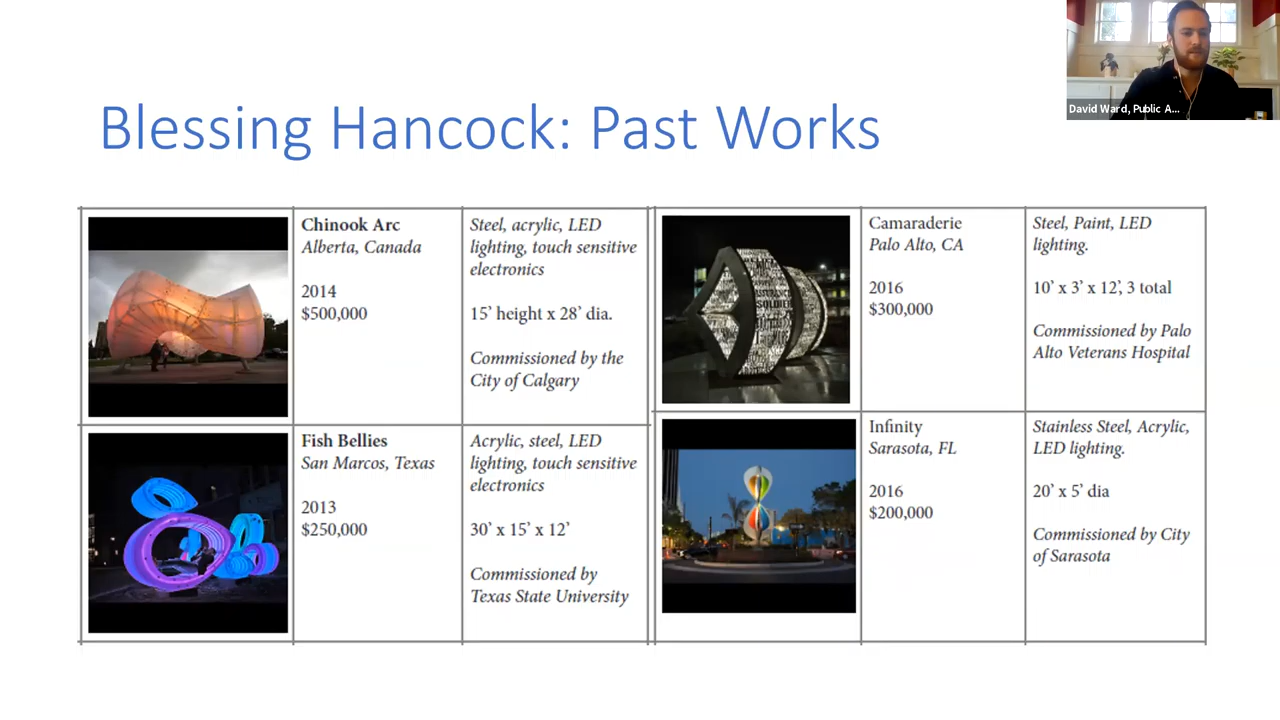 David Ward, Public A...
Blessing Hancock: Past Works
Chinook Arc
Alberta, Canada
2014
$500,000
Steel, acrylic, LED
lighting, touch sensitive
electronics
15’ height x 28’ dia.
Commissioned by the
City of Calgary
Camaraderie
Palo Alto, CA
2016
$300,000
Steel, Paint, LED
lighting.
10’ x 3’ x 12’, 3 total
Commissioned by Palo
Alto Veterans Hospital
SOLDIER
Fish Bellies
San Marcos, Texas
2013
$250,000
Acrylic, steel, LED
lighting, touch sensitive
electronics
30’ x 15’ x 12’
Commissioned by
Texas State University
Infinity
Sarasota, FL
2016
$200,000
Stainless Steel, Acrylic,
LED lighting.
20’ x 5’ dia
Commissioned by City
of Sarasota